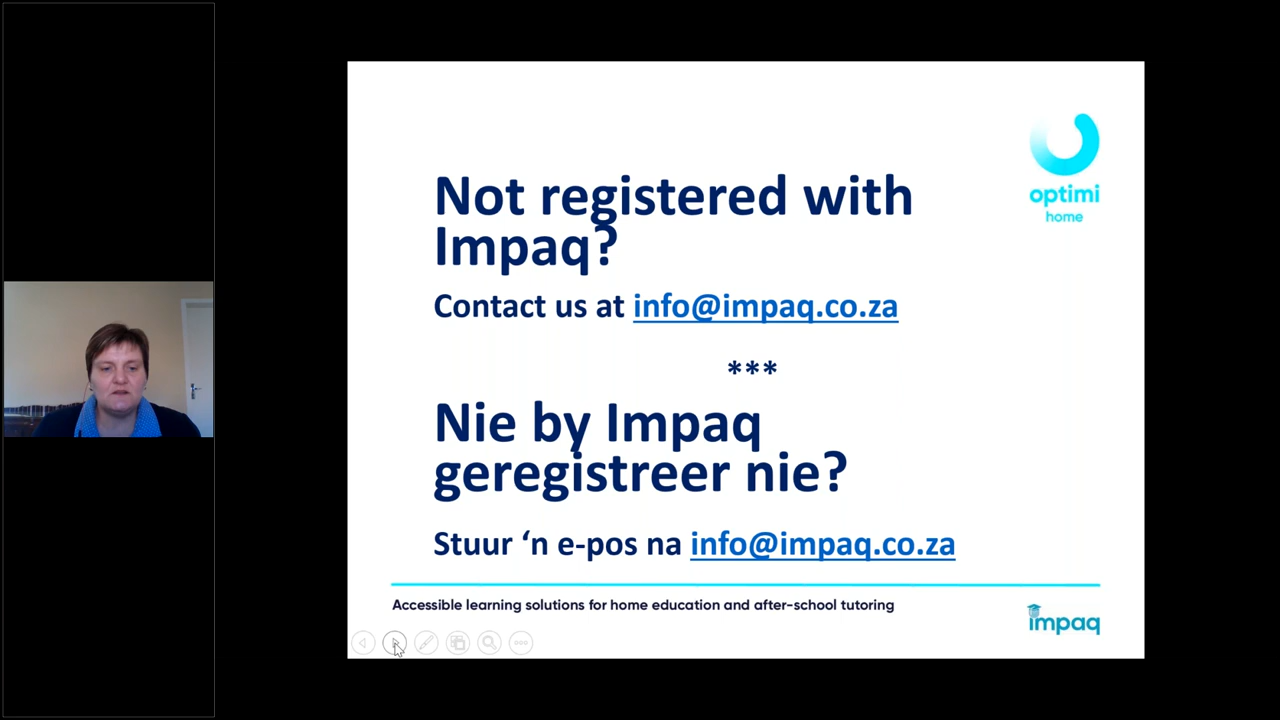 Not registered with
Impaq?
optimi
home
Contact us at info@impaq.co.za
***
Nie by Impaq
geregistreer nie?
Stuur ‘n e-pos na info@impaq.co.za
Accessible learning solutions for home education and after-school tutoring
impaq